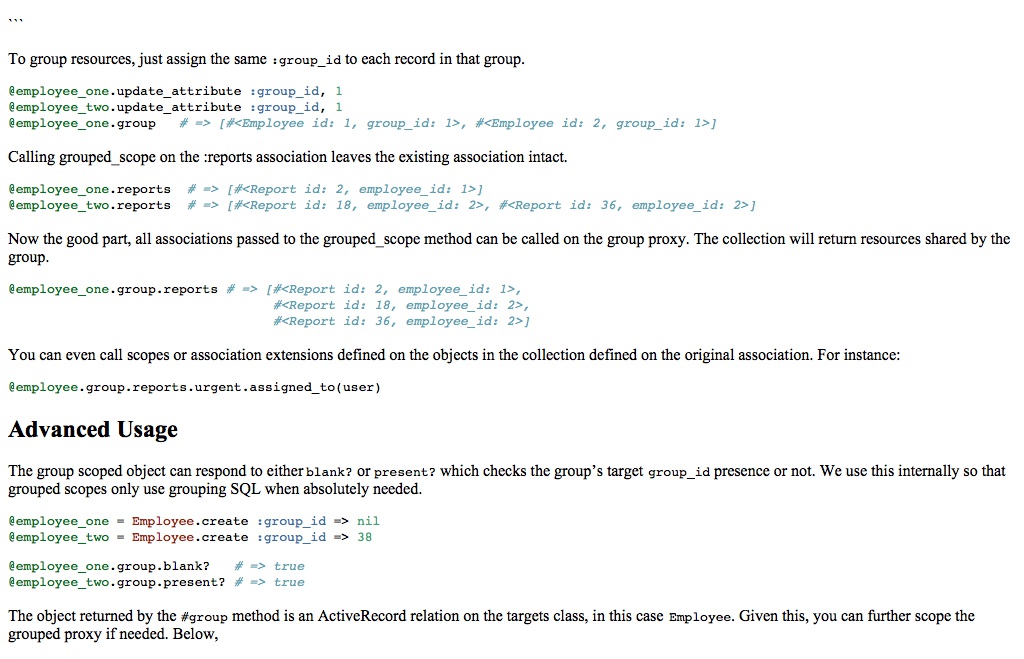 ```
To group resources, just assign the same :group_id to each record in that group.
@employee_one.update_attribute :group_id, 1
@employee_two.update_attribute :group_id, 1
@employee_one.group   # => [#<Employee id: 1, group_id: 1>, #<Employee id: 2, group_id: 1>]
Calling grouped_scope on the :reports association leaves the existing association intact.
@employee_one.reports  # => [#<Report id: 2, employee_id: 1>]
@employee_two.reports  # => [#<Report id: 18, employee_id: 2>, #<Report id: 36, employee_id: 2>]
Now the good part, all associations passed to the grouped_scope method can be called on the group proxy. The collection will return resources shared by the
group.
@employee_one.group.reports # => [#<Report id: 2, employee_id: 1>,
#<Report id: 18, employee_id: 2>,
#<Report id: 36, employee_id: 2>]
You can even call scopes or association extensions defined on the objects in the collection defined on the original association. For instance:
@employee.group.reports.urgent.assigned_to(user)
Advanced Usage
The group scoped object can respond to either blank? or present? which checks the group’s target group_id presence or not. We use this internally so that
grouped scopes only use grouping SQL when absolutely needed.
@employee_one = Employee.create :group_id => nil
@employee_two = Employee.create :group_id => 38
@employee_one.group.blank?   # => true
@employee_two.group.present? # => true
The object returned by the #group method is an ActiveRecord relation on the targets class, in this case Employee. Given this, you can further scope the
grouped proxy if needed. Below,